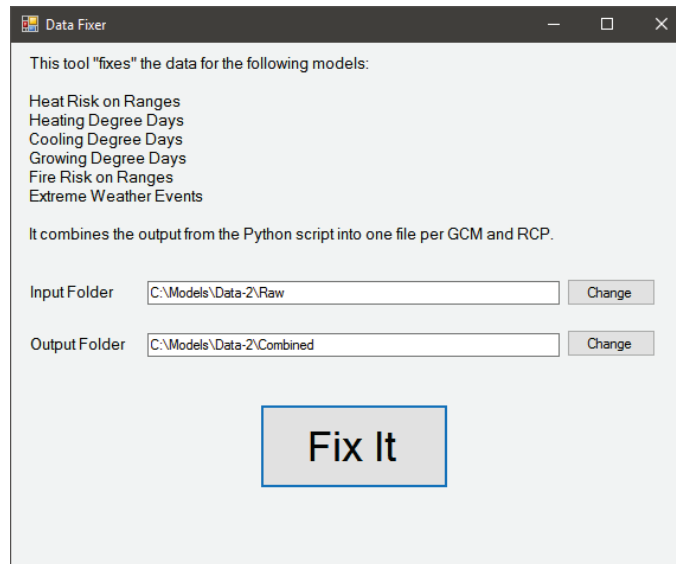 Data Fixer
This tool "fixes" the data for the following models:
Heat Risk on Ranges
Heating Degree Days
Cooling Degree Days
Growing Degree Days
Fire Risk on Ranges
Extreme Weather Events
It combines the output from the Python script into one file per GCM and RCP.
Input Folder C:\Models\Data-2\Raw Change
Output Folder C:\Models\Data-2\Combined Change
Fix It